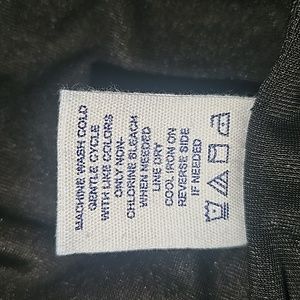 MACHINE WASH COLD
GENTLE CYCLE
WITH LIKE COLORS
ONLY NON-
CHLORINE BLEACH
WHEN NEEDED
LINE DRY
COOL IRON ON
REVERSE SIDE
IF NEEDED